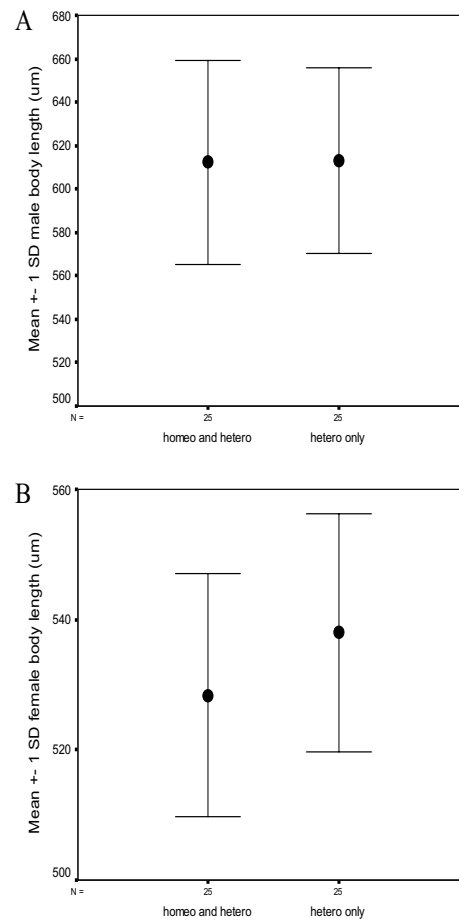 A
Mean +- 1 SD male body length (um)
680
660
640
620
600
580
560
540
520
500
N =
25
25
homeo and hetero
hetero only
B
Mean +- 1 SD female body length (um)
560
540
520
500
N =
25
25
homeo and hetero
hetero only